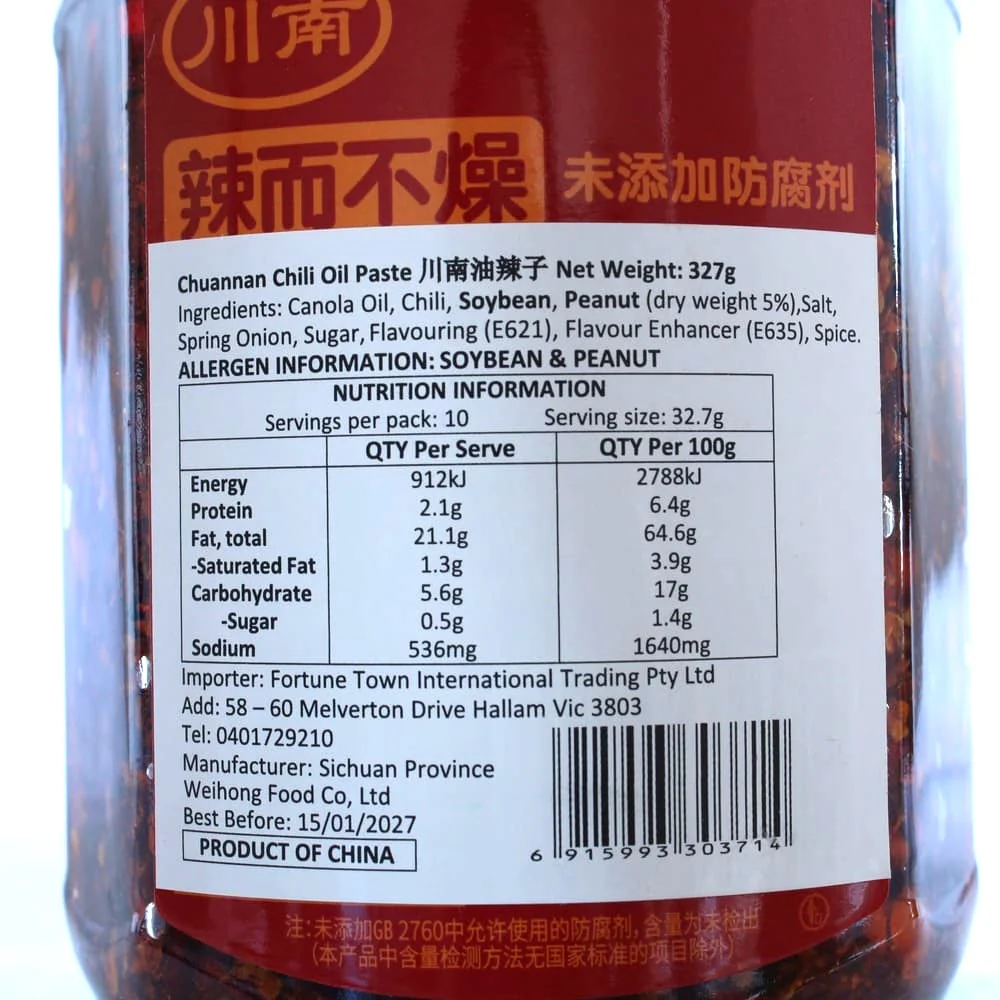 川南
辣而不燥 未添加防腐剂
Chuannan Chili Oil Paste 川南油辣子 Net Weight: 327g
Ingredients: Canola Oil, Chili, Soybean, Peanut (dry weight 5%),Salt,
Spring Onion, Sugar, Flavouring (E621), Flavour Enhancer (E635), Spice.
ALLERGEN INFORMATION: SOYBEAN & PEANUT
NUTRITION INFORMATION
Servings per pack: 10 Serving size: 32.7g
QTY Per Serve QTY Per 100g
Energy 912kJ 2788kJ
Protein 2.1g 6.4g
Fat, total 21.1g 64.6g
-Saturated Fat 1.3g 3.9g
Carbohydrate 5.6g 17g
-Sugar 0.5g 1.4g
Sodium 536mg 1640mg
Importer: Fortune Town International Trading Pty Ltd
Add: 58 – 60 Melverton Drive Hallam Vic 3803
Tel: 0401729210
Manufacturer: Sichuan Province
Weihong Food Co, Ltd
Best Before: 15/01/2027
PRODUCT OF CHINA
6 915993 303714
注:未添加GB 2760中允许使用的防腐剂,含量为未检出
(本产品中含量检测方法无国家标准的项目除外)